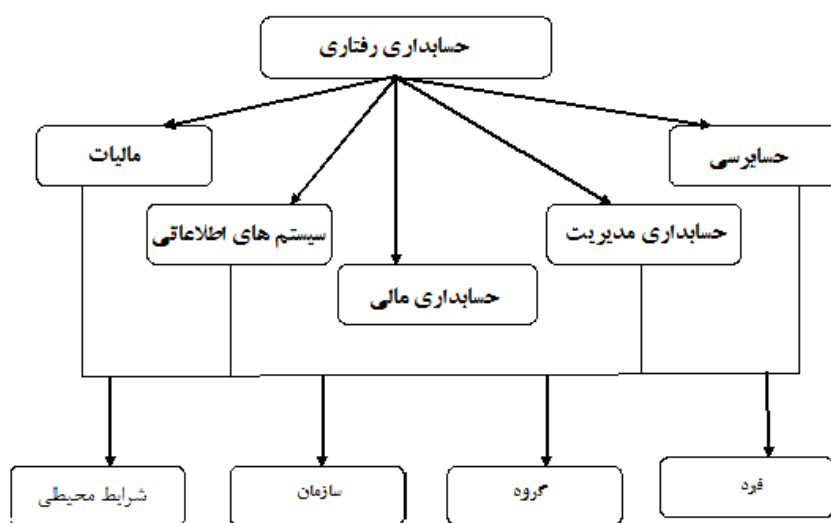 حسابداری رفتاری
حسابرسی
مالیات
حسابداری مدیریت
سیستم های اطلاعاتی
حسابداری مالی
فرد
گروه
سازمان
شرایط محیطی